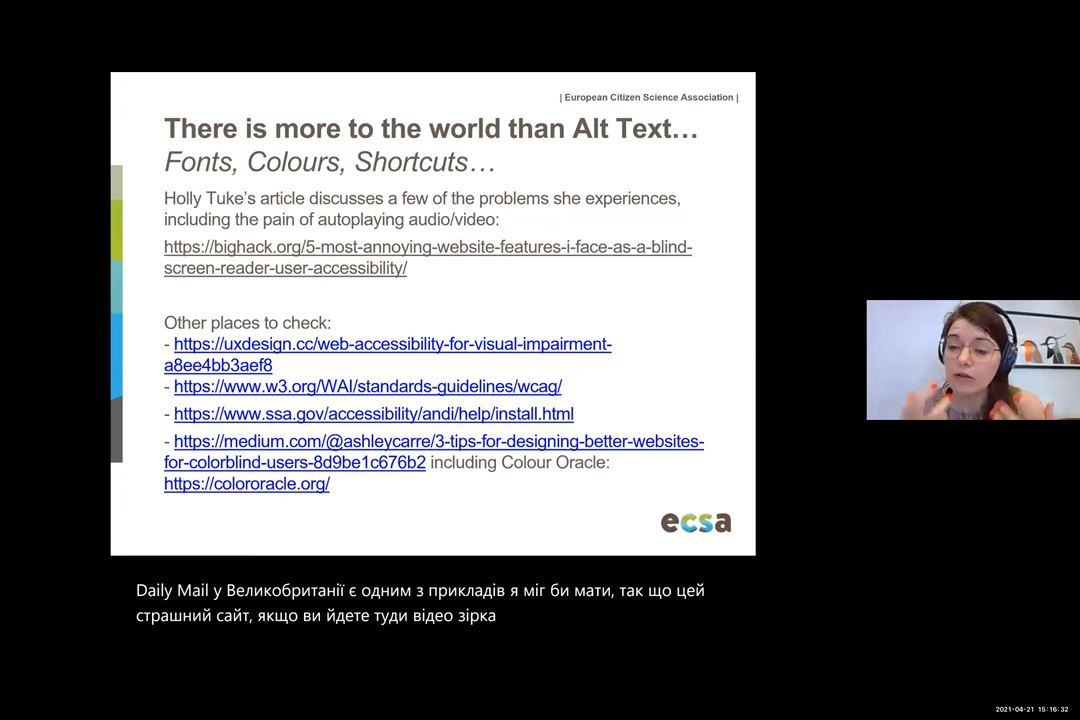 | European Citizen Science Association |
There is more to the world than Alt Text…
Fonts, Colours, Shortcuts…
Holly Tuke’s article discusses a few of the problems she experiences,
including the pain of autoplaying audio/video:
https://bighack.org/5-most-annoying-website-features-i-face-as-a-blind-
screen-reader-user-accessibility/
Other places to check:
- https://uxdesign.cc/web-accessibility-for-visual-impairment-
a8ee4bb3aef8
- https://www.w3.org/WAI/standards-guidelines/wcag/
- https://www.ssa.gov/accessibility/andi/help/install.html
- https://medium.com/@ashleycarre/3-tips-for-designing-better-websites-
for-colorblind-users-8d9be1c676b2 including Colour Oracle:
https://colororacle.org/
ecsa
Daily Mail у Великобританії є одним з прикладів я міг би мати, так що цей
страшний сайт, якщо ви йдете туди відео зірка
2021-04-21 15:16:32